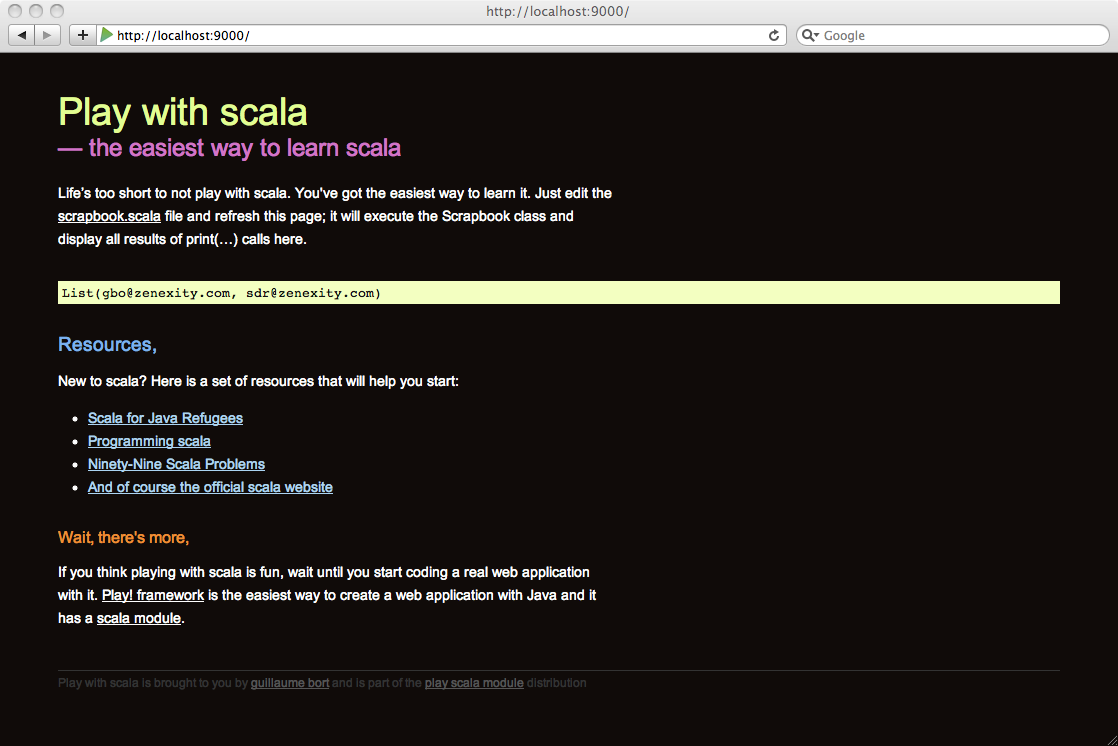 http://localhost:9000/
http://localhost:9000/
Google
Play with scala
— the easiest way to learn scala
Life's too short to not play with scala. You've got the easiest way to learn it. Just edit the
scrapbook.scala file and refresh this page; it will execute the Scrapbook class and
display all results of print(…) calls here.
List(gbo@zenexity.com, sdr@zenexity.com)
Resources,
New to scala? Here is a set of resources that will help you start:
• Scala for Java Refugees
• Programming scala
• Ninety-Nine Scala Problems
• And of course the official scala website
Wait, there's more,
If you think playing with scala is fun, wait until you start coding a real web application
with it. Play! framework is the easiest way to create a web application with Java and it
has a scala module.
Play with scala is brought to you by guillaume bort and is part of the play scala module distribution